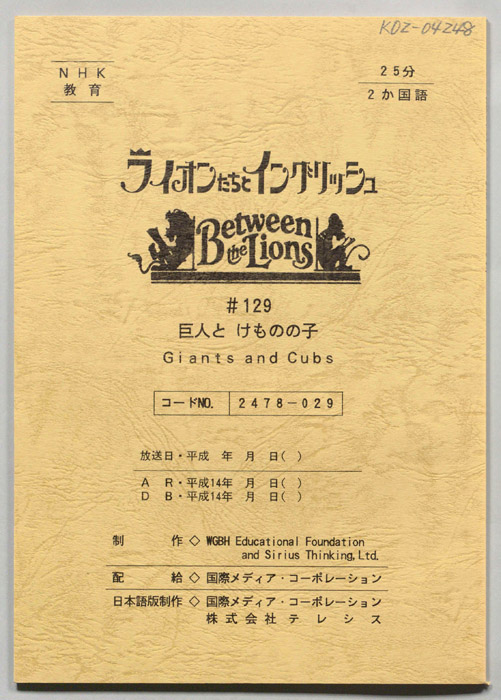 KDZ-04248
NHK
教育
25分
2か国語
ライオンたちとイングリッシュ
Between
the Lions
#129
巨人と けものの子
Giants and Cubs
コードNO. 2478-029
放送日・平成 年 月 日( )
A R・平成14年 月 日( )
D B・平成14年 月 日( )
制 作◇WGBH Educational Foundation
and Sirius Thinking, Ltd.
配 給◇国際メディア・コーポレーション
日本語版制作◇国際メディア・コーポレーション
株式会社テレシス